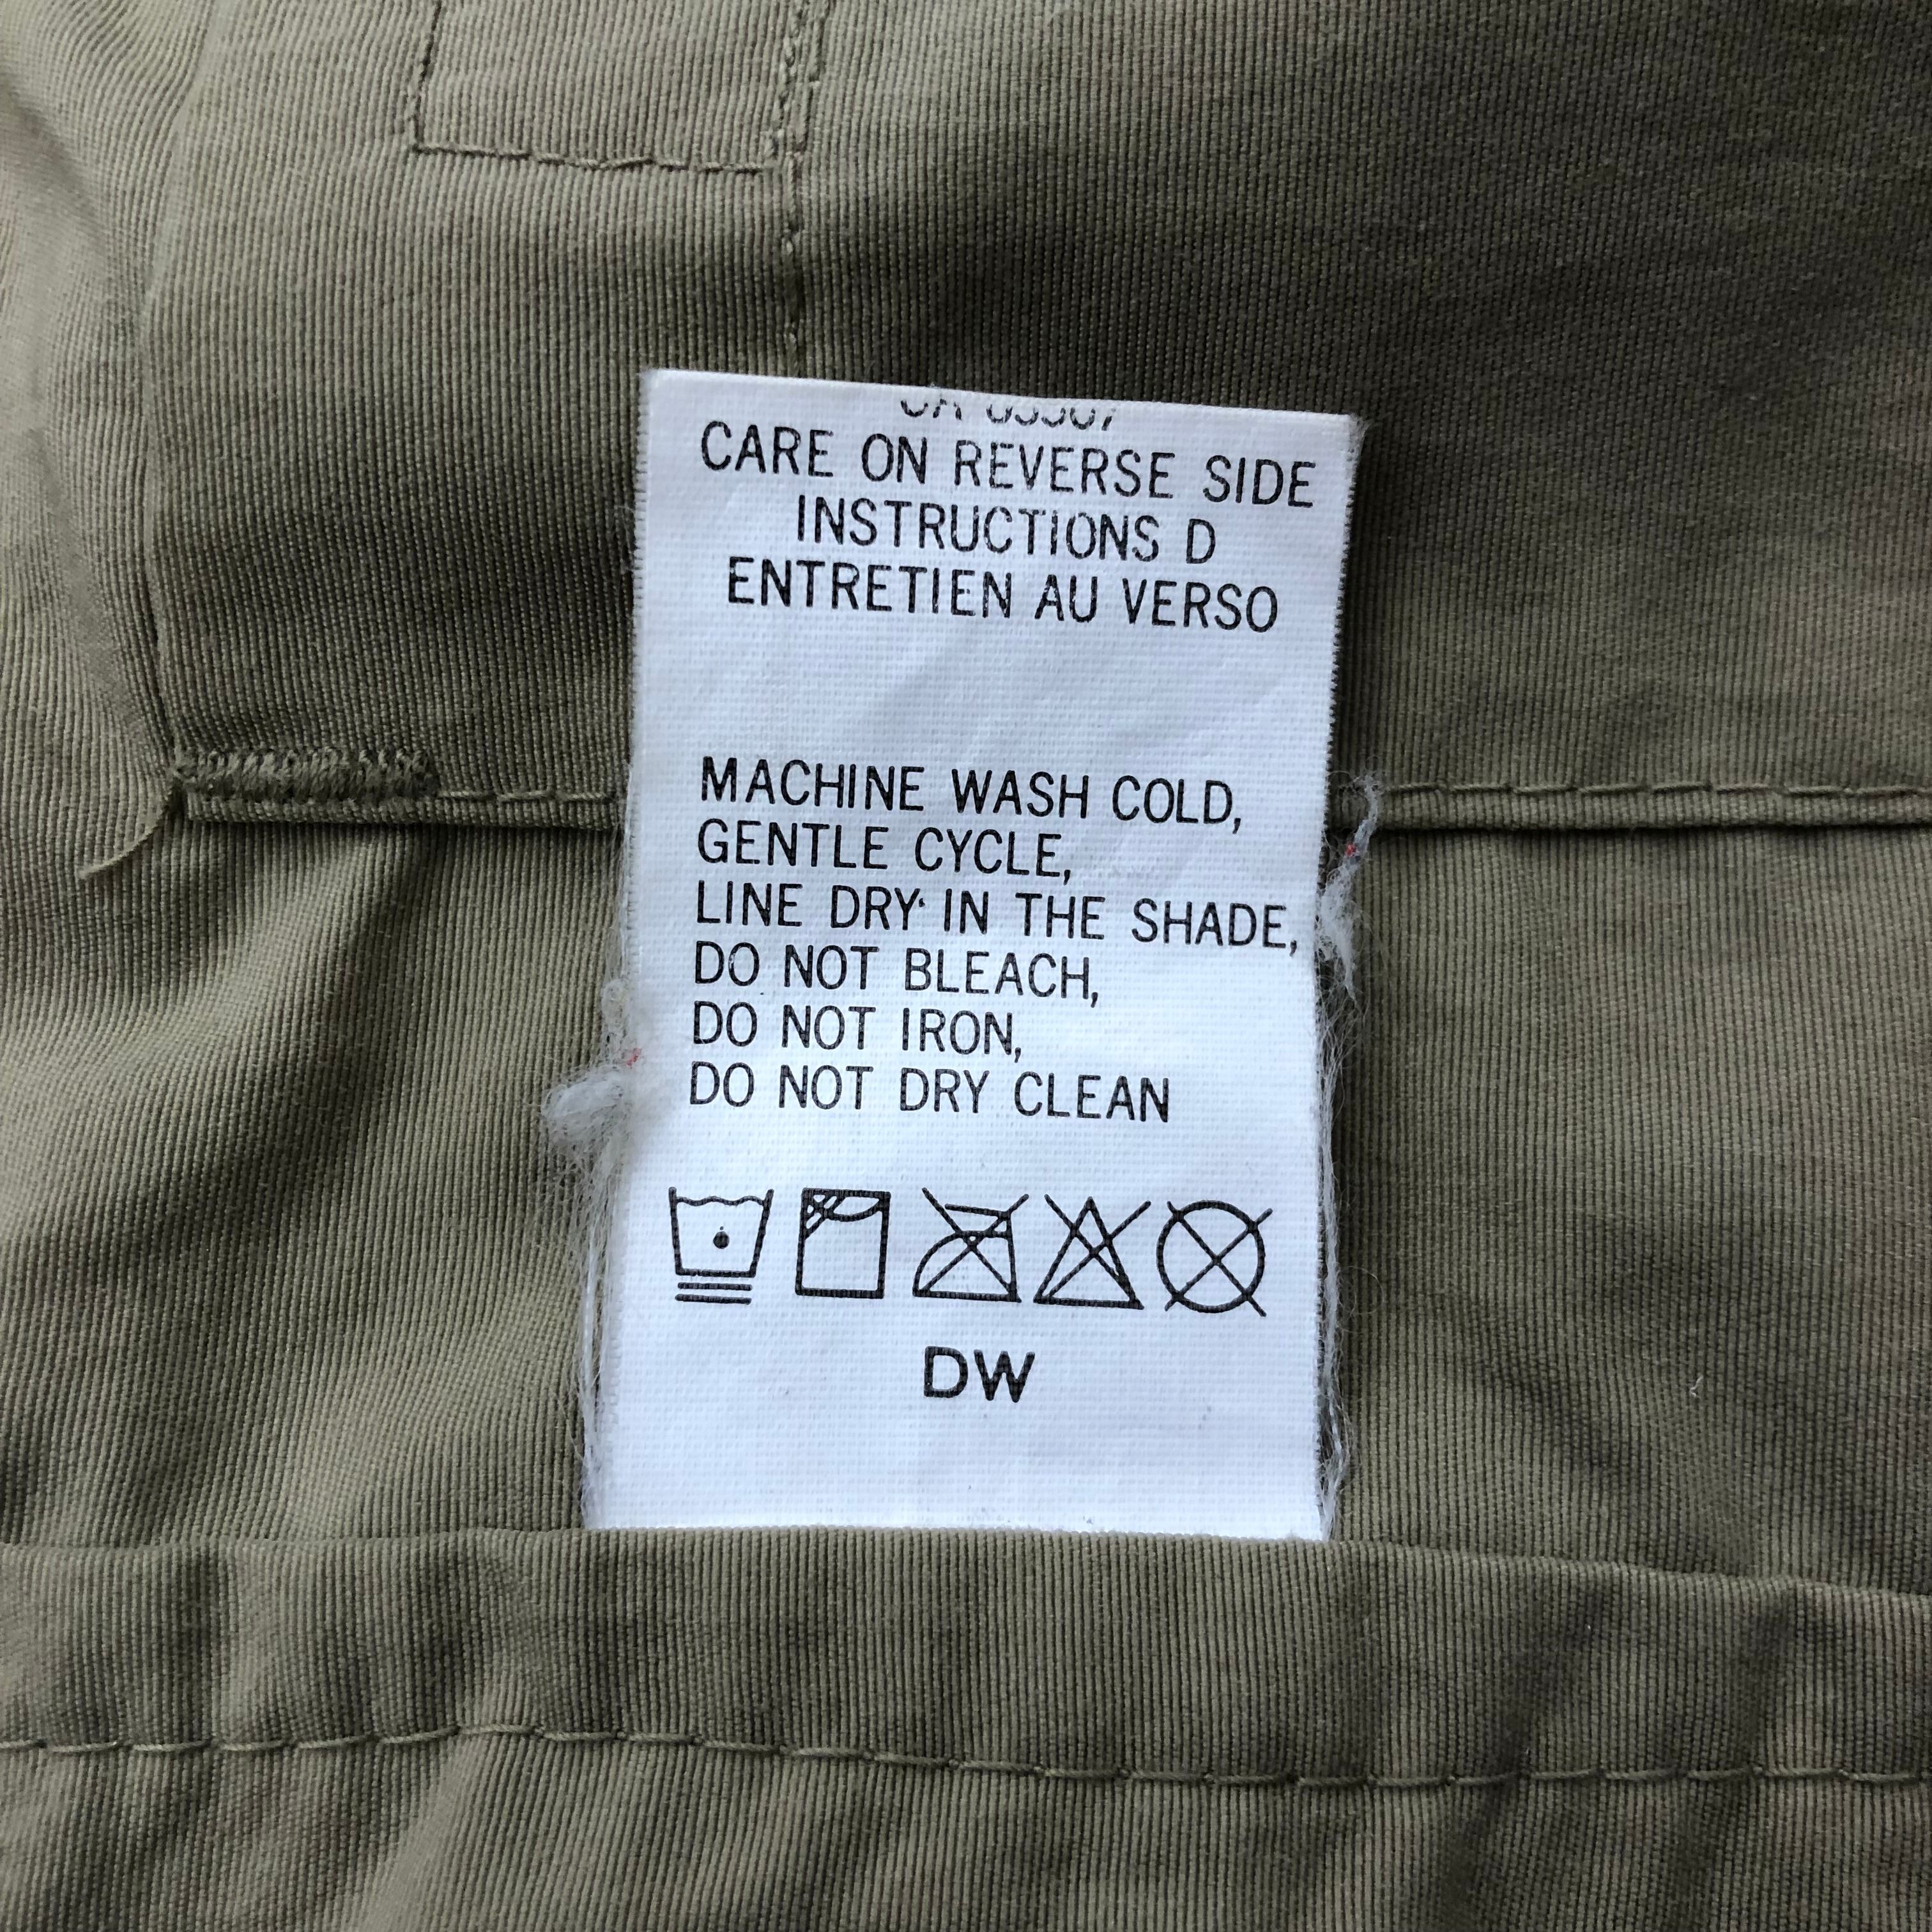 CARE ON REVERSE SIDE
INSTRUCTIONS D
ENTRETIEN AU VERSO
MACHINE WASH COLD,
GENTLE CYCLE,
LINE DRY IN THE SHADE,
DO NOT BLEACH,
DO NOT IRON,
DO NOT DRY CLEAN
DW